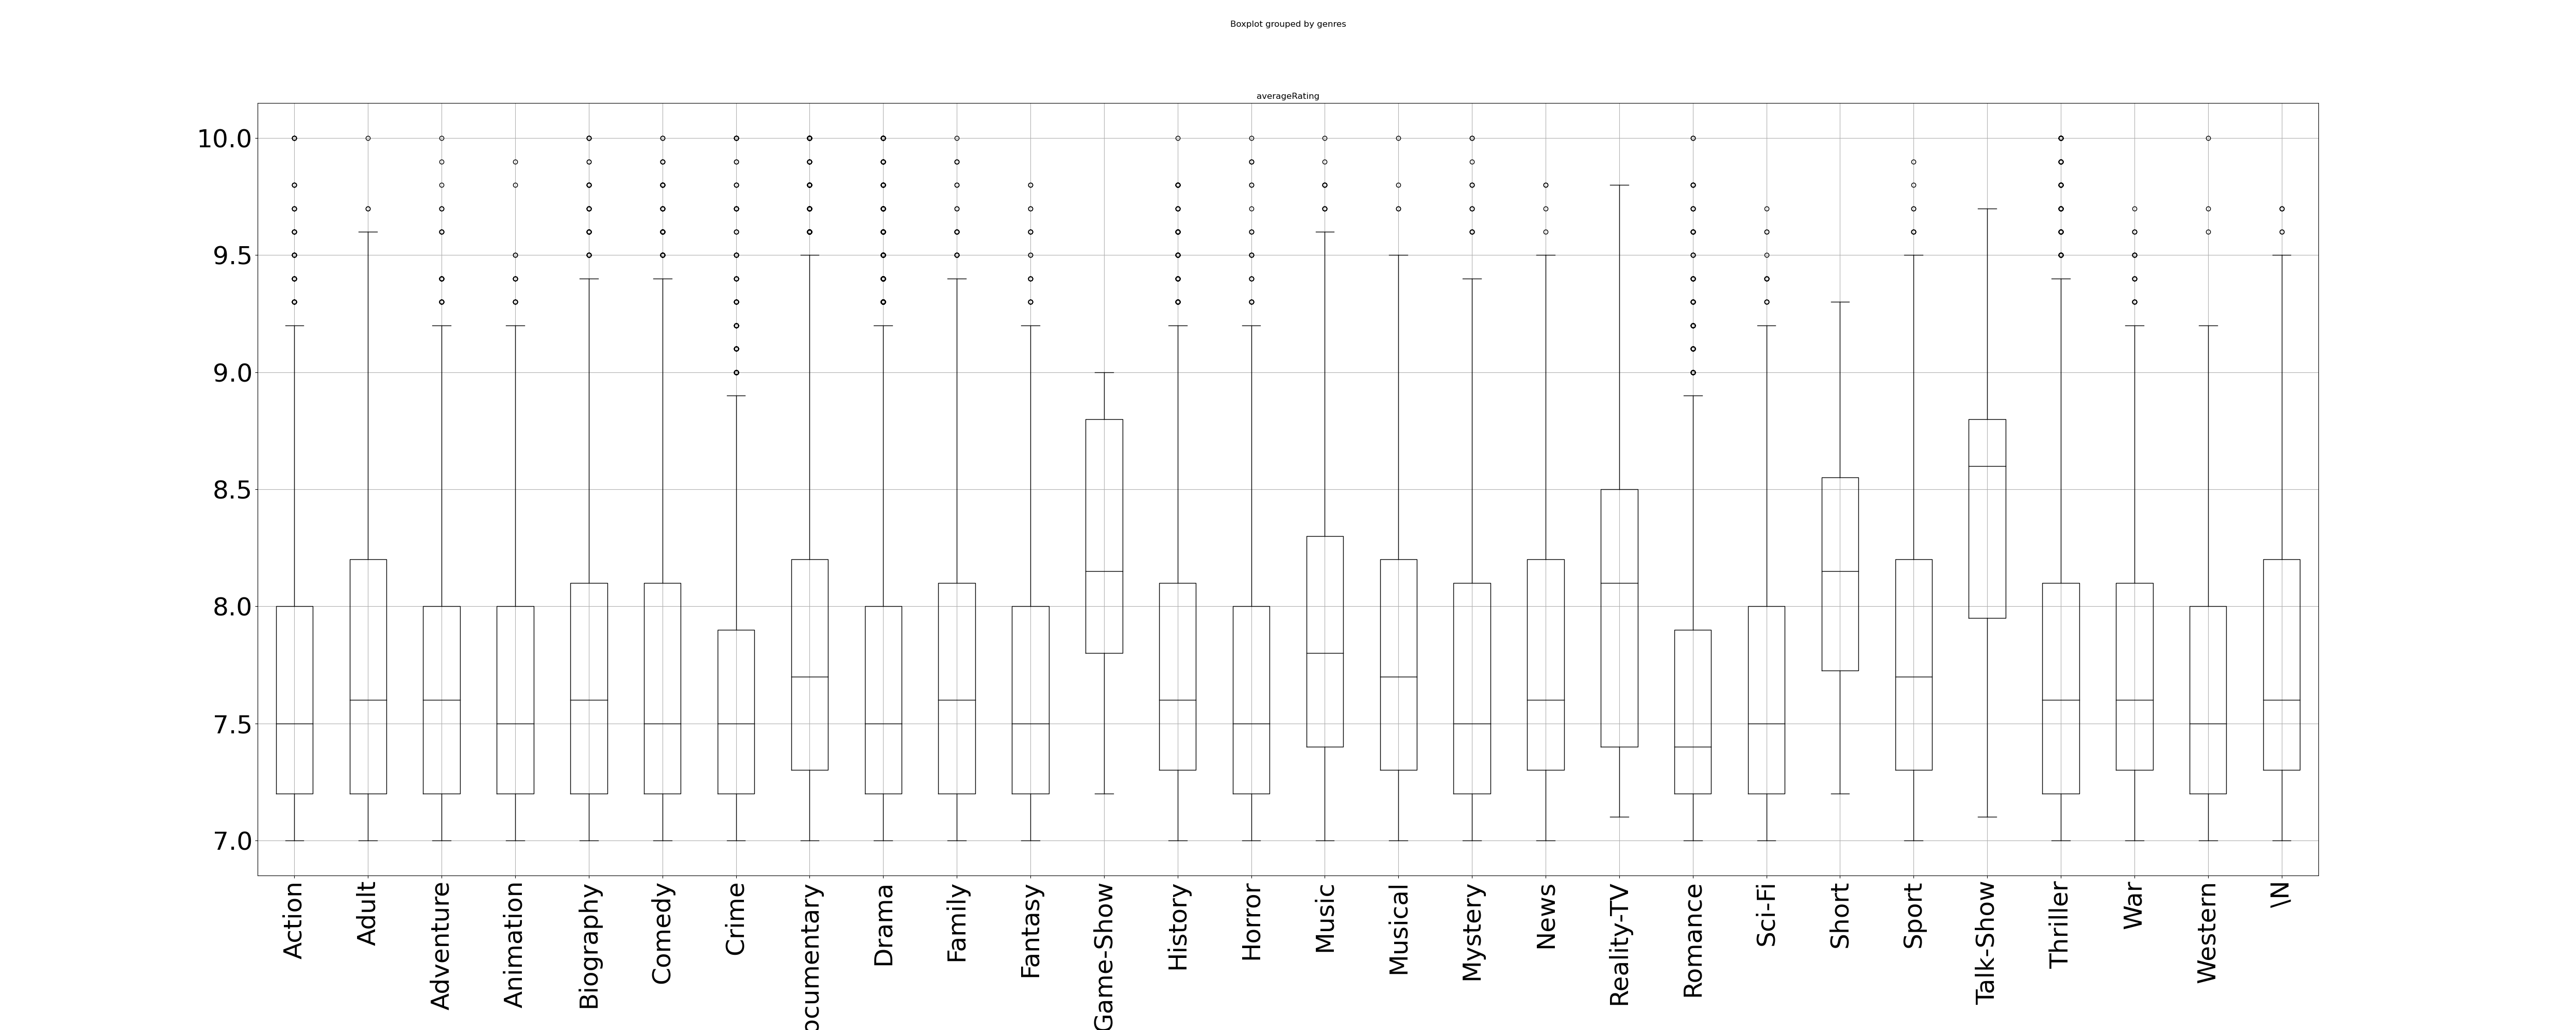 Boxplot grouped by genres
averageRating
10.0
9.5
9.0
8.5
8.0
7.5
7.0
Action
Adult
Adventure
Animation
Biography
Comedy
Crime
ocumentary
Drama
Family
Fantasy
Game-Show
History
Horror
Music
Musical
Mystery
News
Reality-TV
Romance
Sci-Fi
Short
Sport
Talk-Show
Thriller
War
Western
\N